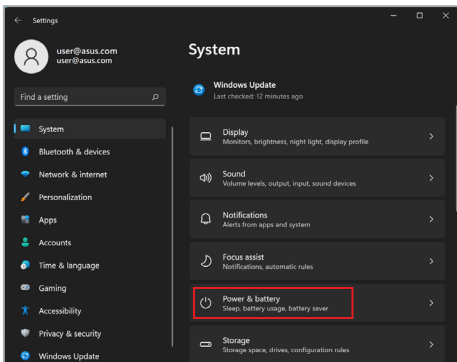 Settings
user@asus.com
user@asus.com
Find a setting
System
Bluetooth & devices
Network & internet
Personalization
Apps
Accounts
Time & language
Gaming
Accessibility
Privacy & security
Windows Update
System
Windows Update
Last checked: 12 minutes ago
Display
Monitors, brightness, night light, display profile
Sound
Volume levels, output, input, sound devices
Notifications
Alerts from apps and system
Focus assist
Notifications, automatic rules
Power & battery
Sleep, battery usage, battery saver
Storage
Storage space, drives, configuration rules